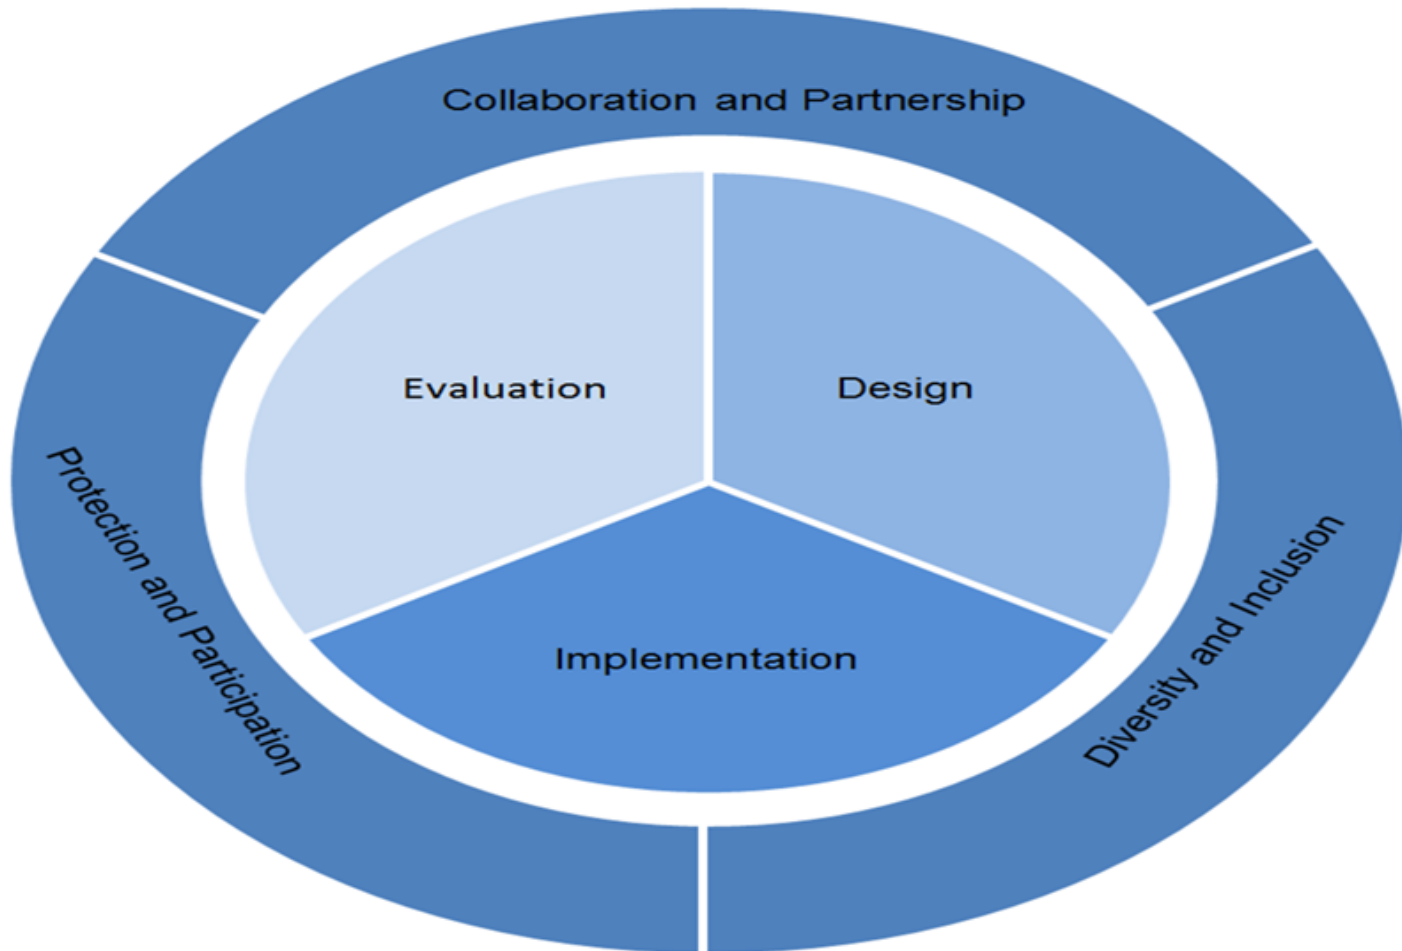 Collaboration and Partnership
Evaluation
Design
Protection and Participation
Diversity and Inclusion
Implementation